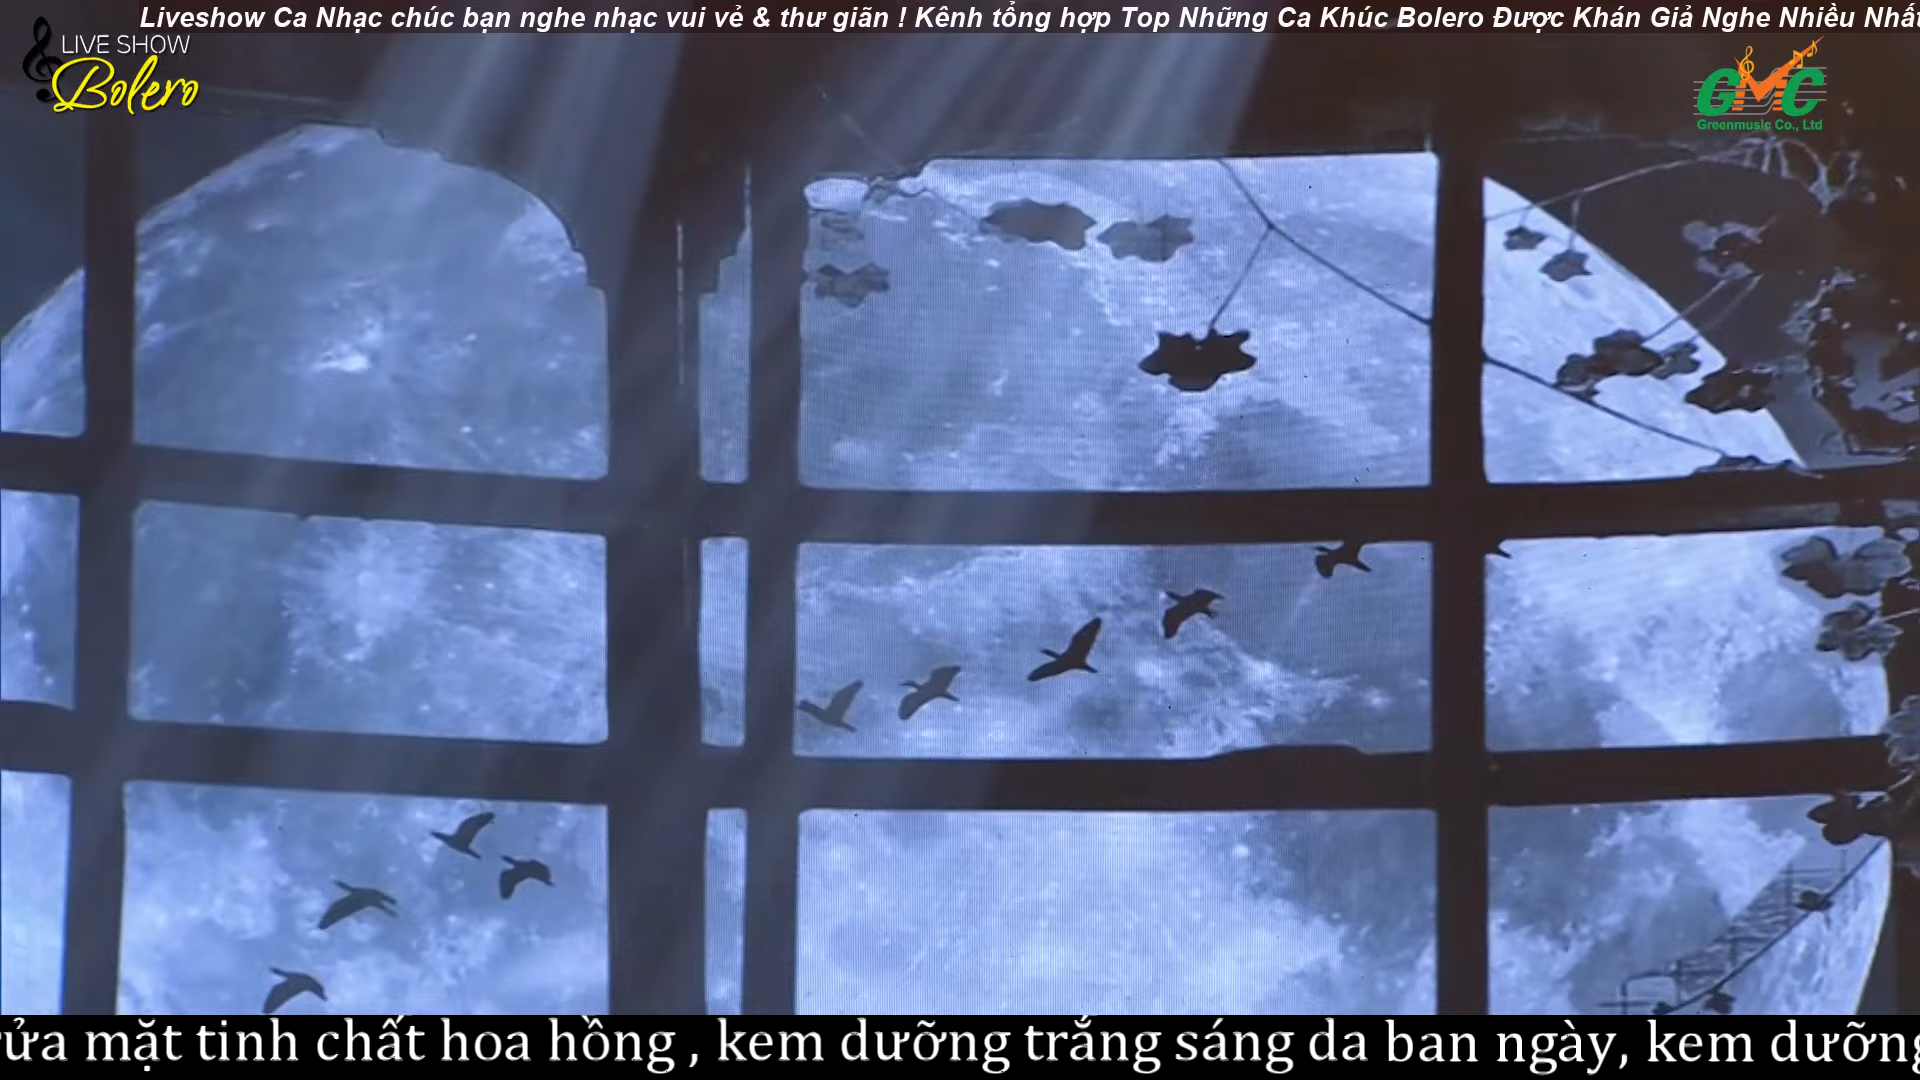 Liveshow Ca Nhạc chúc bạn nghe nhạc vui vẻ & thư giãn ! Kênh tổng hợp Top Những Ca Khúc Bolero Được Khán Giả Nghe Nhiều Nhất
LIVE SHOW
Bolero
GMC
Greenmusic Co., Ltd
rửa mặt tinh chất hoa hồng , kem dưỡng trắng sáng da ban ngày, kem dưỡng